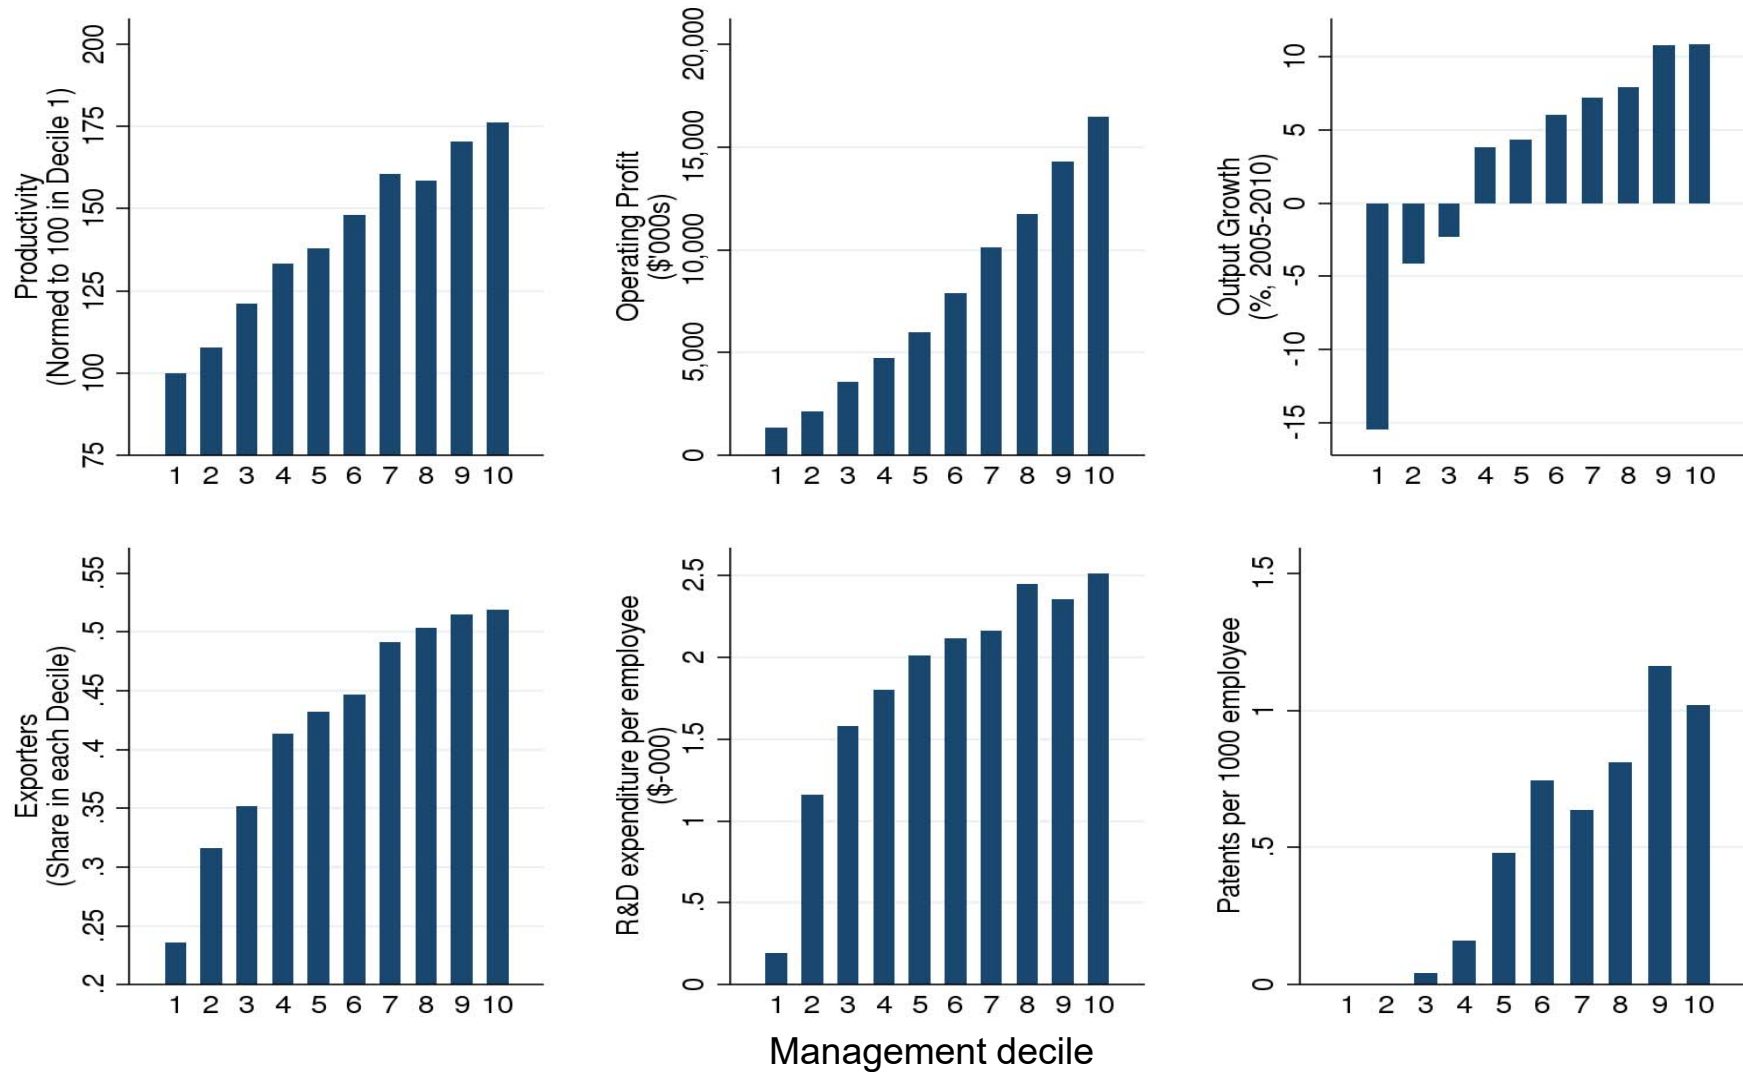 Productivity
(Normed to 100 in Decile 1)
200
175
150
125
100
75
1 2 3 4 5 6 7 8 9 10
Operating Profit
($'000s)
20,000
15,000
10,000
5,000
0
1 2 3 4 5 6 7 8 9 10
Output Growth
(%, 2005-2010)
10
5
0
-5
-10
-15
1 2 3 4 5 6 7 8 9 10
Exporters
(Share in each Decile)
.55
.5
.45
.4
.35
.3
.25
.2
1 2 3 4 5 6 7 8 9 10
R&D expenditure per employee
($-000)
2.5
2
1.5
1
.5
0
1 2 3 4 5 6 7 8 9 10
Patents per 1000 employee
1.5
1
.5
0
1 2 3 4 5 6 7 8 9 10
Management decile